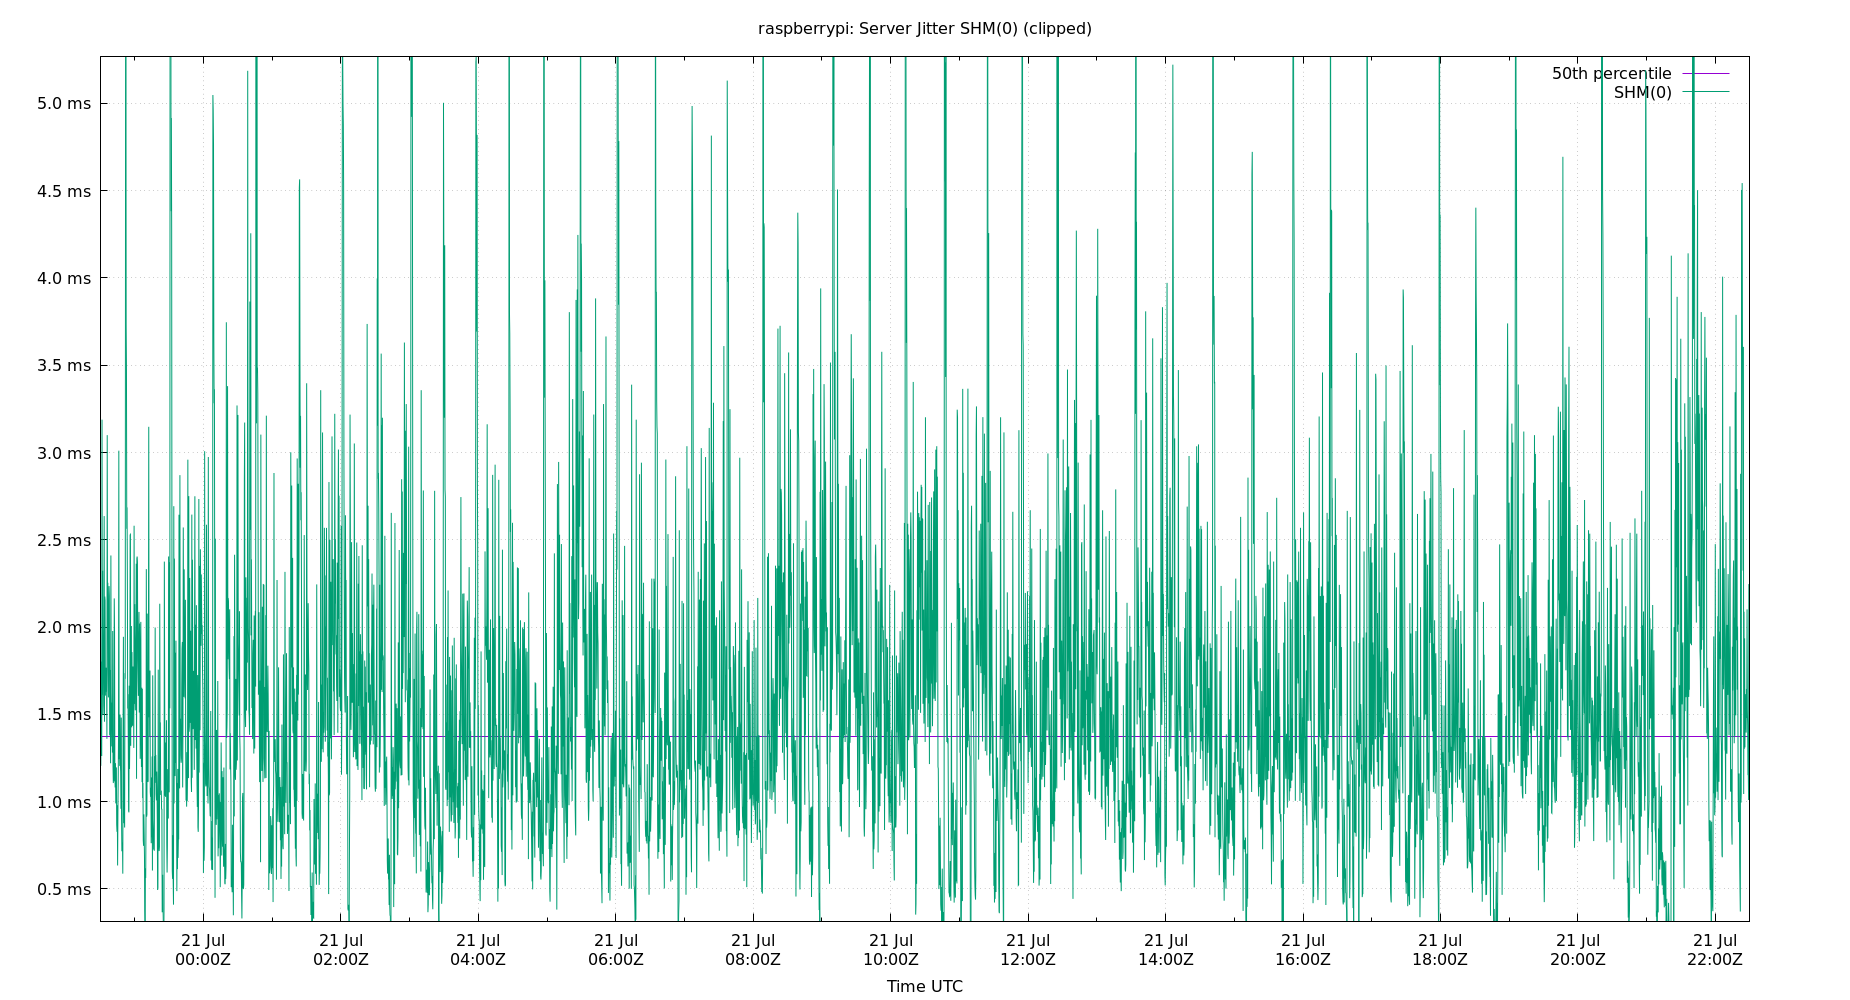 raspberrypi: Server Jitter SHM(0) (clipped)
50th percentile
SHM(0)
5.0 ms
4.5 ms
4.0 ms
3.5 ms
3.0 ms
2.5 ms
2.0 ms
1.5 ms
1.0 ms
0.5 ms
21 Jul 21 Jul 21 Jul 21 Jul 21 Jul 21 Jul 21 Jul 21 Jul 21 Jul 21 Jul 21 Jul 21 Jul
00:00Z 02:00Z 04:00Z 06:00Z 08:00Z 10:00Z 12:00Z 14:00Z 16:00Z 18:00Z 20:00Z 22:00Z
Time UTC